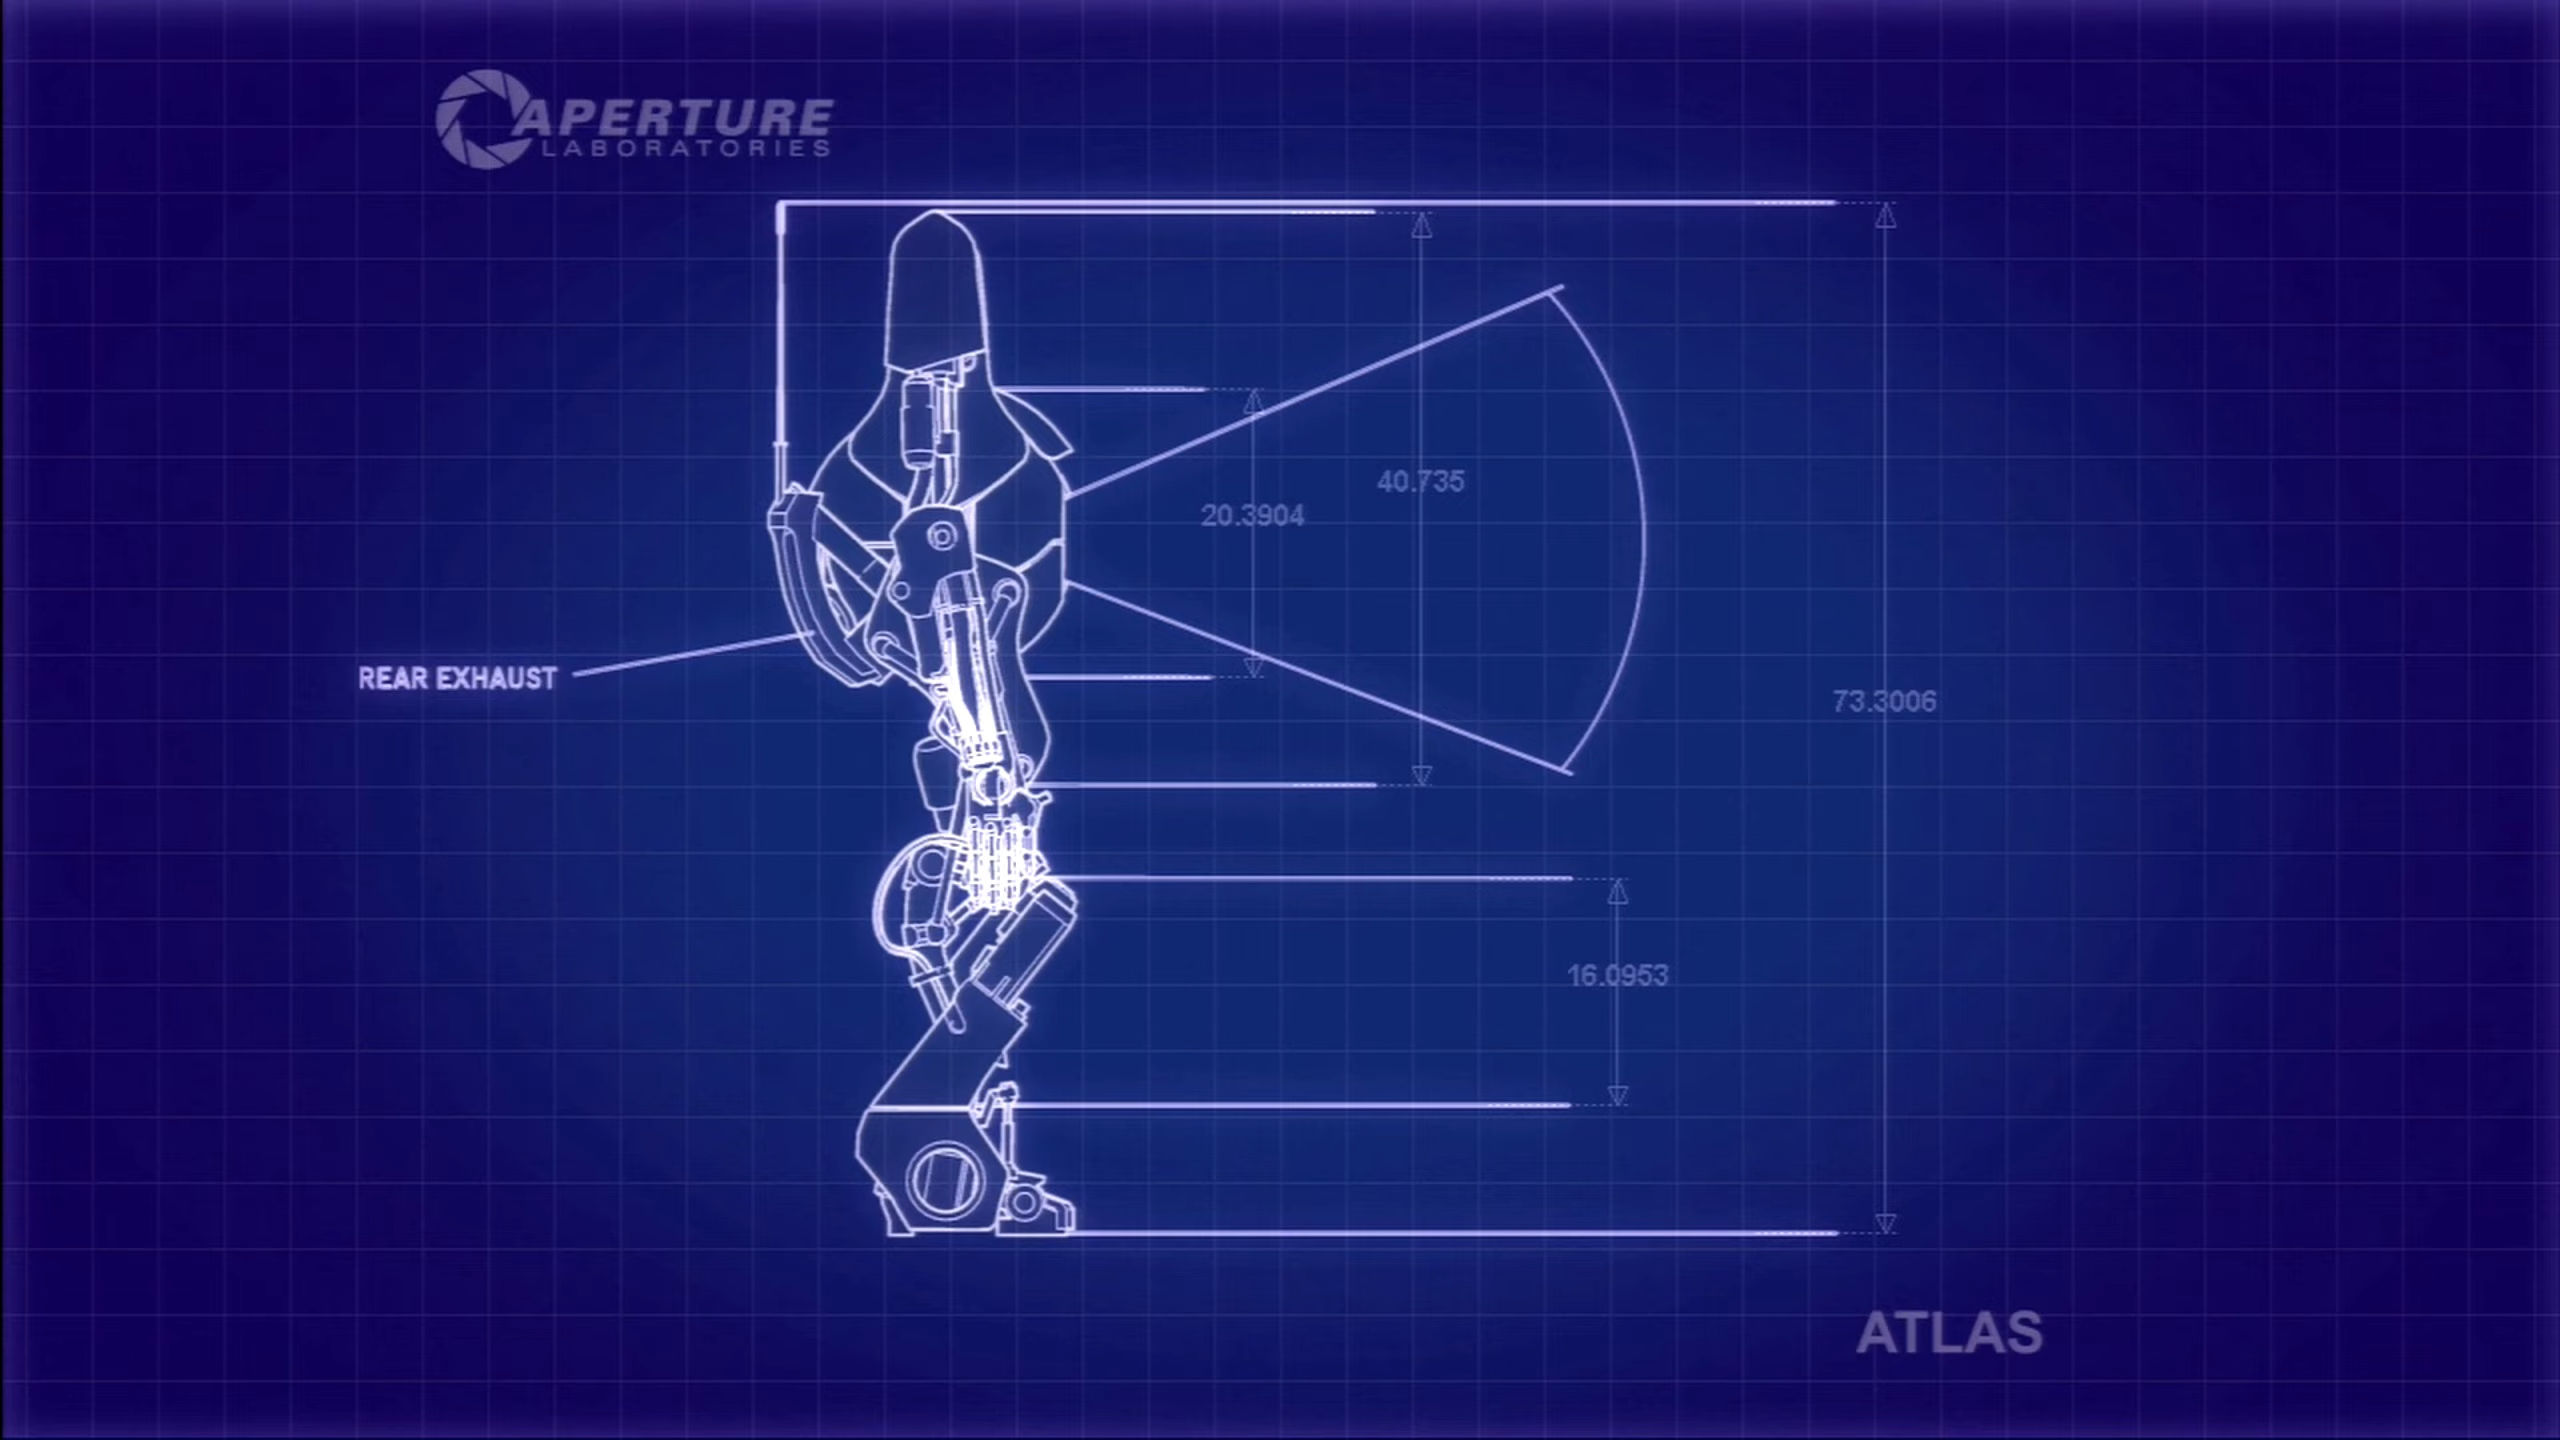 APERTURE
LABORATORIES
40.735
20.3904
REAR EXHAUST
73.3006
16.0953
ATLAS